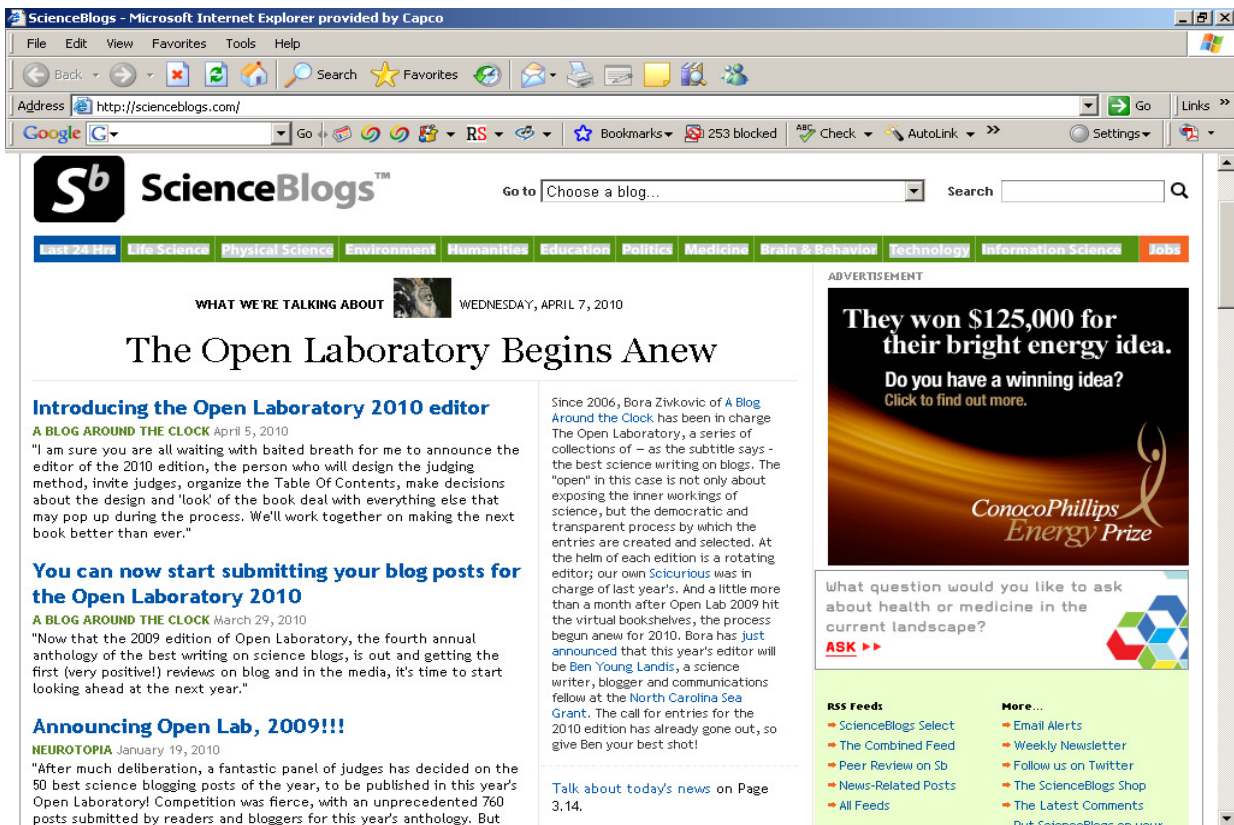 ScienceBlogs - Microsoft Internet Explorer provided by Capco
File Edit View Favorites Tools Help
Back Search Favorites
Address http://scienceblogs.com/ Go Links »
Google G Go RS Bookmarks 253 blocked ABC Check AutoLink » Settings
Sb ScienceBlogs™ Go to Choose a blog... Search
Last 24 Hrs Life Science Physical Science Environment Humanities Education Politics Medicine Brain & Behavior Technology Information Science Jobs
WHAT WE'RE TALKING ABOUT WEDNESDAY, APRIL 7, 2010
The Open Laboratory Begins Anew
Introducing the Open Laboratory 2010 editor
A BLOG AROUND THE CLOCK April 5, 2010
"I am sure you are all waiting with baited breath for me to announce the
editor of the 2010 edition, the person who will design the judging
method, invite judges, organize the Table Of Contents, make decisions
about the design and 'look' of the book deal with everything else that
may pop up during the process. We'll work together on making the next
book better than ever."
You can now start submitting your blog posts for
the Open Laboratory 2010
A BLOG AROUND THE CLOCK March 29, 2010
"Now that the 2009 edition of Open Laboratory, the fourth annual
anthology of the best writing on science blogs, is out and getting the
first (very positive!) reviews on blog and in the media, it's time to start
looking ahead at the next year."
Announcing Open Lab, 2009!!!
NEUROTOPIA January 19, 2010
"After much deliberation, a fantastic panel of judges has decided on the
50 best science blogging posts of the year, to be published in this year's
Open Laboratory! Competition was fierce, with an unprecedented 760
posts submitted by readers and bloggers for this year's anthology. But
Since 2006, Bora Zivkovic of A Blog
Around the Clock has been in charge
The Open Laboratory, a series of
collections of – as the subtitle says -
the best science writing on blogs. The
"open" in this case is not only about
exposing the inner workings of
science, but the democratic and
transparent process by which the
entries are created and selected. At
the helm of each edition is a rotating
editor; our own Scicurious was in
charge of last year's. And a little more
than a month after Open Lab 2009 hit
the virtual bookshelves, the process
begun anew for 2010. Bora has just
announced that this year's editor will
be Ben Young Landis, a science
writer, blogger and communications
fellow at the North Carolina Sea
Grant. The call for entries for the
2010 edition has already gone out, so
give Ben your best shot!
Talk about today's news on Page
3.14.
ADVERTISEMENT
They won $125,000 for
their bright energy idea.
Do you have a winning idea?
Click to find out more.
ConocoPhillips
Energy Prize
What question would you like to ask
about health or medicine in the
current landscape?
ASK
RSS Feeds
ScienceBlogs Select
The Combined Feed
Peer Review on Sb
News-Related Posts
All Feeds
More...
Email Alerts
Weekly Newsletter
Follow us on Twitter
The ScienceBlogs Shop
The Latest Comments
Put ScienceBlogs on your